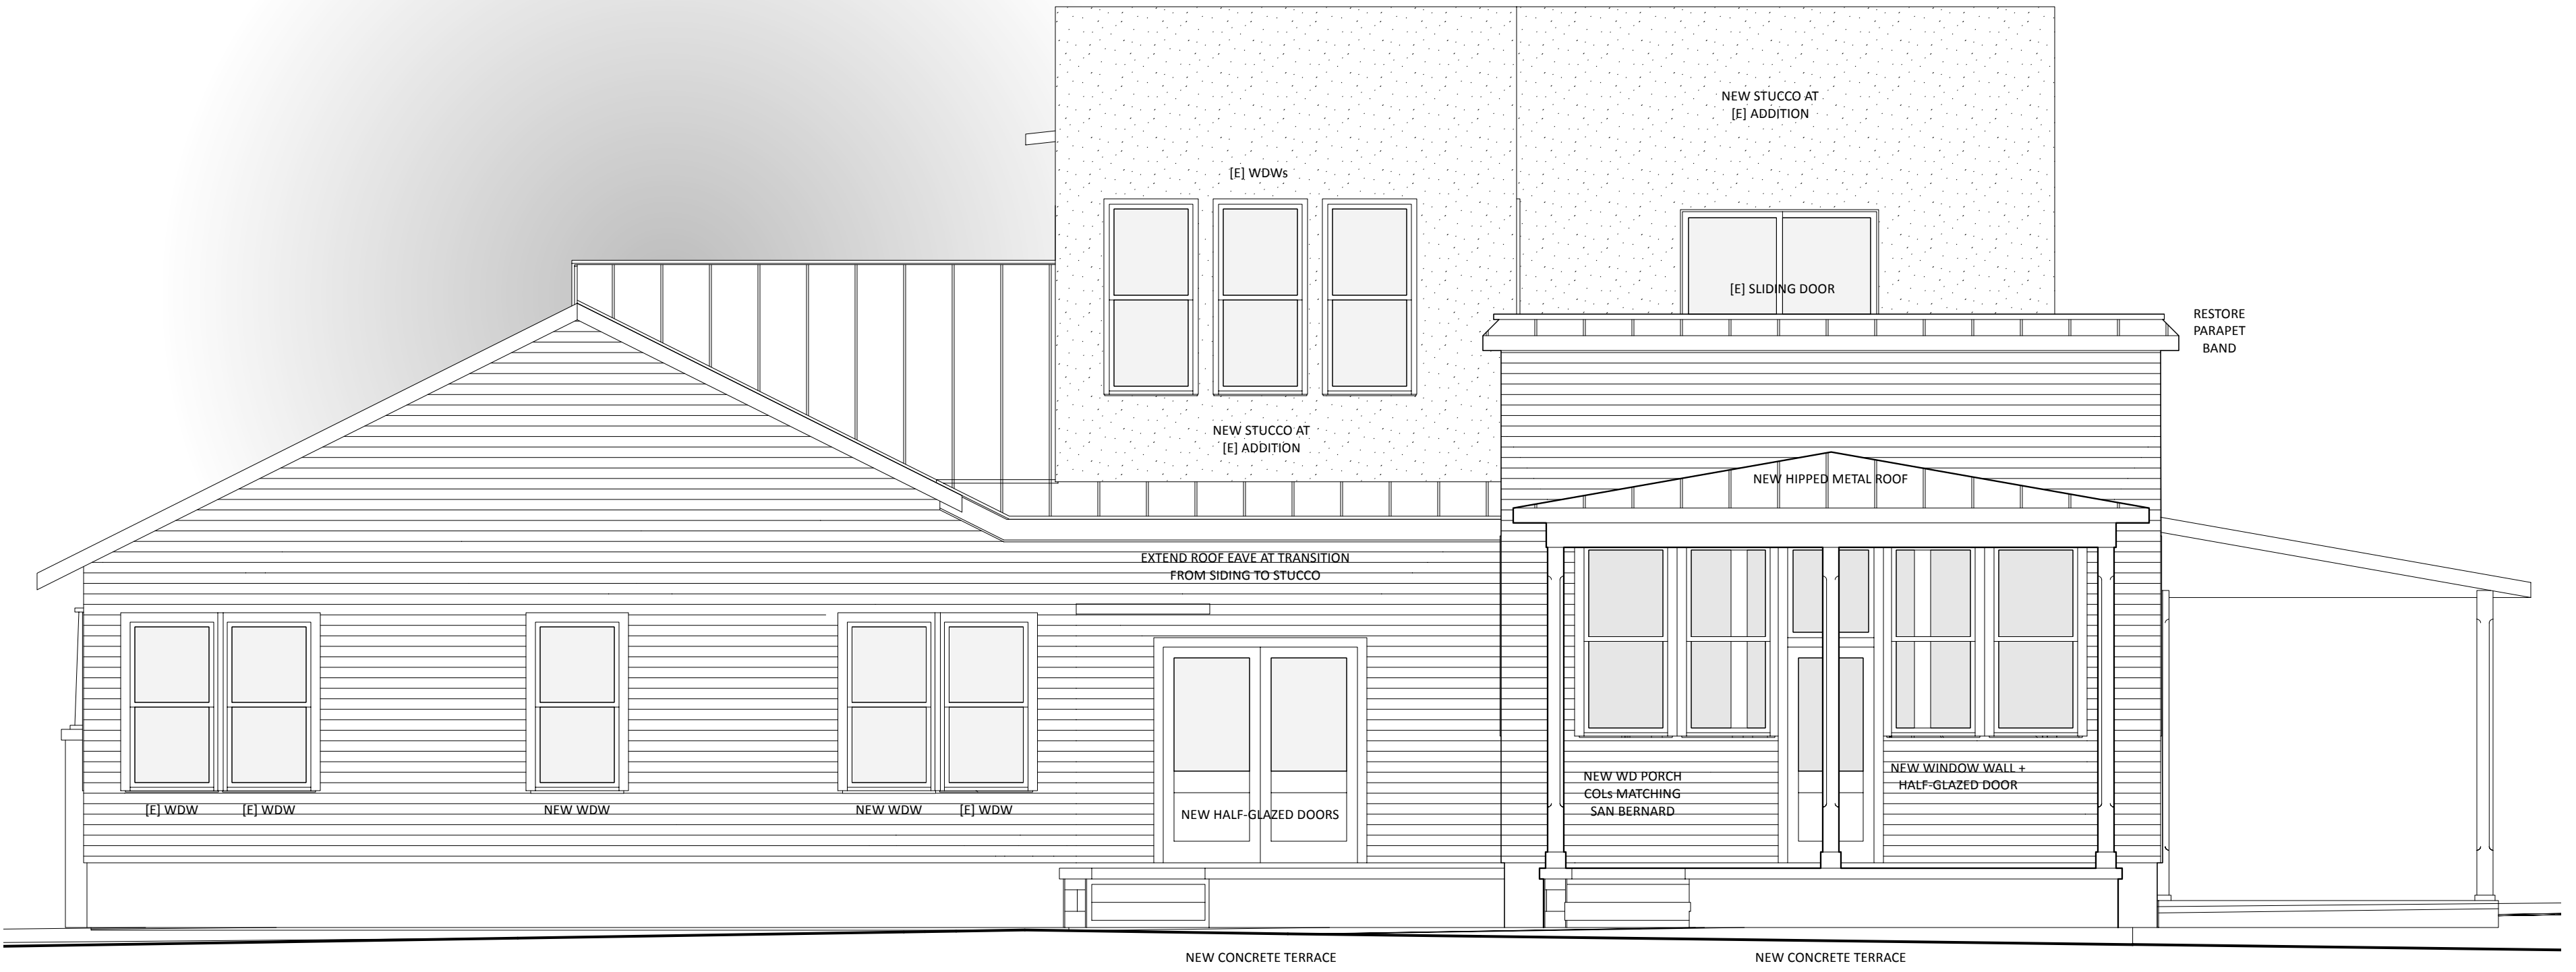 NEW STUCCO AT
[E] ADDITION
[E] WDWs
[E] SLIDING DOOR
RESTORE
PARAPET
BAND
NEW STUCCO AT
[E] ADDITION
NEW HIPPED METAL ROOF
EXTEND ROOF EAVE AT TRANSITION
FROM SIDING TO STUCCO
[E] WDW
[E] WDW
NEW WDW
NEW WDW
[E] WDW
NEW HALF-GLAZED DOORS
NEW WD PORCH
COLs MATCHING
SAN BERNARD
NEW WINDOW WALL +
HALF-GLAZED DOOR
NEW CONCRETE TERRACE
NEW CONCRETE TERRACE